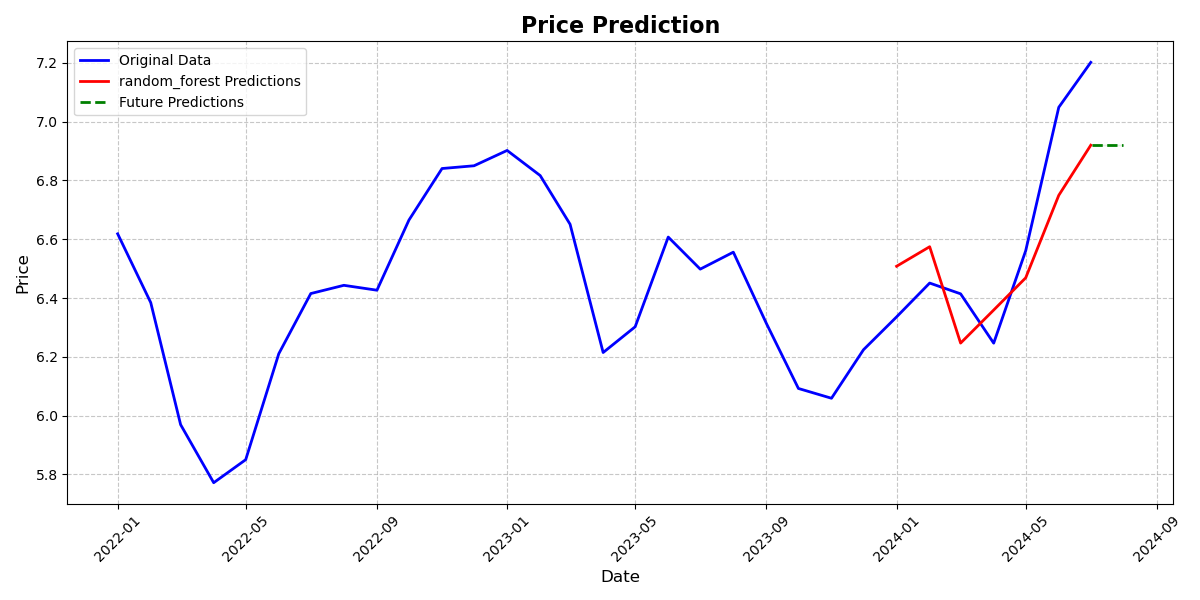 Price Prediction
Original Data
random_forest Predictions
Future Predictions
Price
7.2
7.0
6.8
6.6
6.4
6.2
6.0
5.8
2022-01
2022-05
2022-09
2023-01
2023-05
2023-09
2024-01
2024-05
2024-09
Date